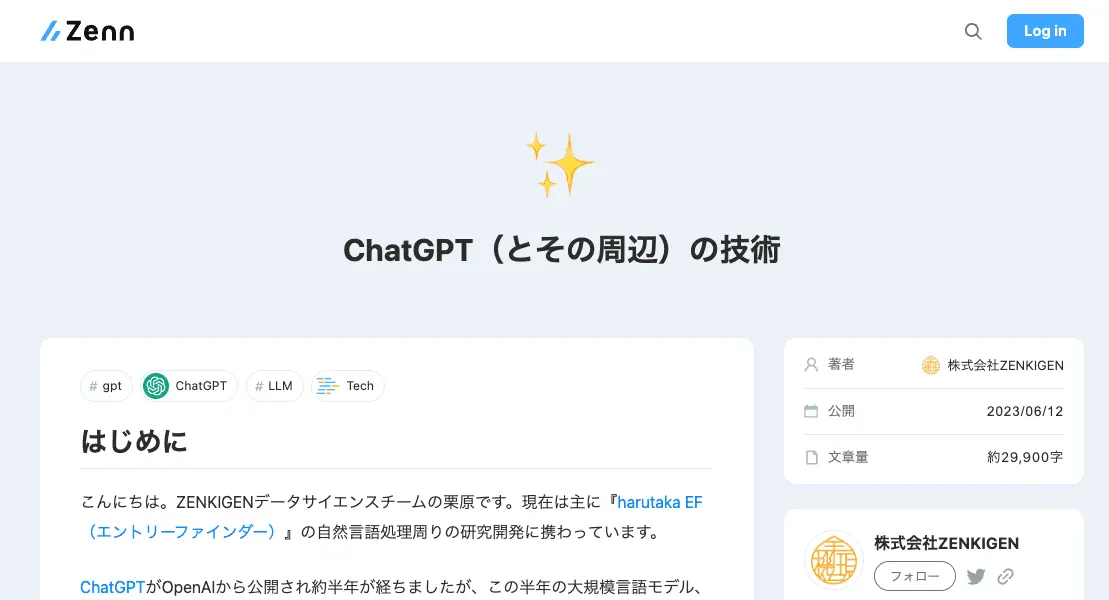 Zenn
Log in
ChatGPT（とその周辺）の技術
# gpt
ChatGPT
# LLM
Tech
はじめに
こんにちは。ZENKIGENデータサイエンスチームの栗原です。現在は主に『harutaka EF
（エントリーファインダー）』の自然言語処理周りの研究開発に携わっています。
ChatGPTがOpenAIから公開され約半年が経ちましたが、この半年の大規模言語モデル、
著者 株式会社ZENKIGEN
公開 2023/06/12
文章量 約29,900字
株式会社ZENKIGEN
フォロー